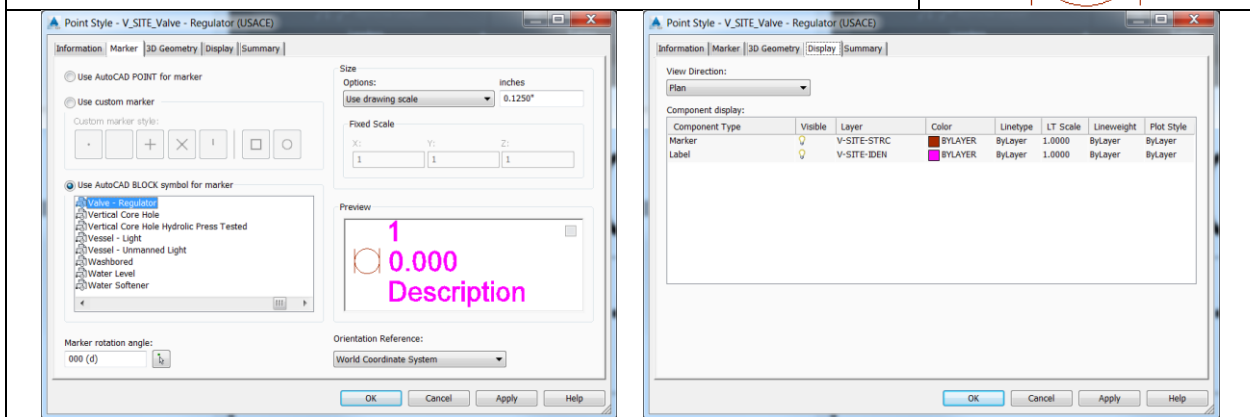 Point Style - V_SITE_Valve - Regulator (USACE)
Information Marker 3D Geometry Display Summary
Use AutoCAD POINT for marker
Use custom marker
Custom marker style:
Use AutoCAD BLOCK symbol for marker
Valve - Regulator
Vertical Core Hole
Vertical Core Hole Hydrolic Press Tested
Vessel - Light
Vessel - Unmanned Light
Washbored
Water Level
Water Softener
Marker rotation angle:
000 (d)
Size
Options: inches
Use drawing scale 0.1250"
Fixed Scale
X: Y: Z:
1 1 1
Preview
1
0.000
Description
Orientation Reference:
World Coordinate System
OK Cancel Apply Help
Point Style - V_SITE_Valve - Regulator (USACE)
Information Marker 3D Geometry Display Summary
View Direction:
Plan
Component display:
Component Type Visible Layer Color Linetype LT Scale Lineweight Plot Style
Marker V-SITE-STRC BYLAYER ByLayer 1.0000 ByLayer ByLayer
Label V-SITE-IDEN BYLAYER ByLayer 1.0000 ByLayer ByLayer
OK Cancel Apply Help